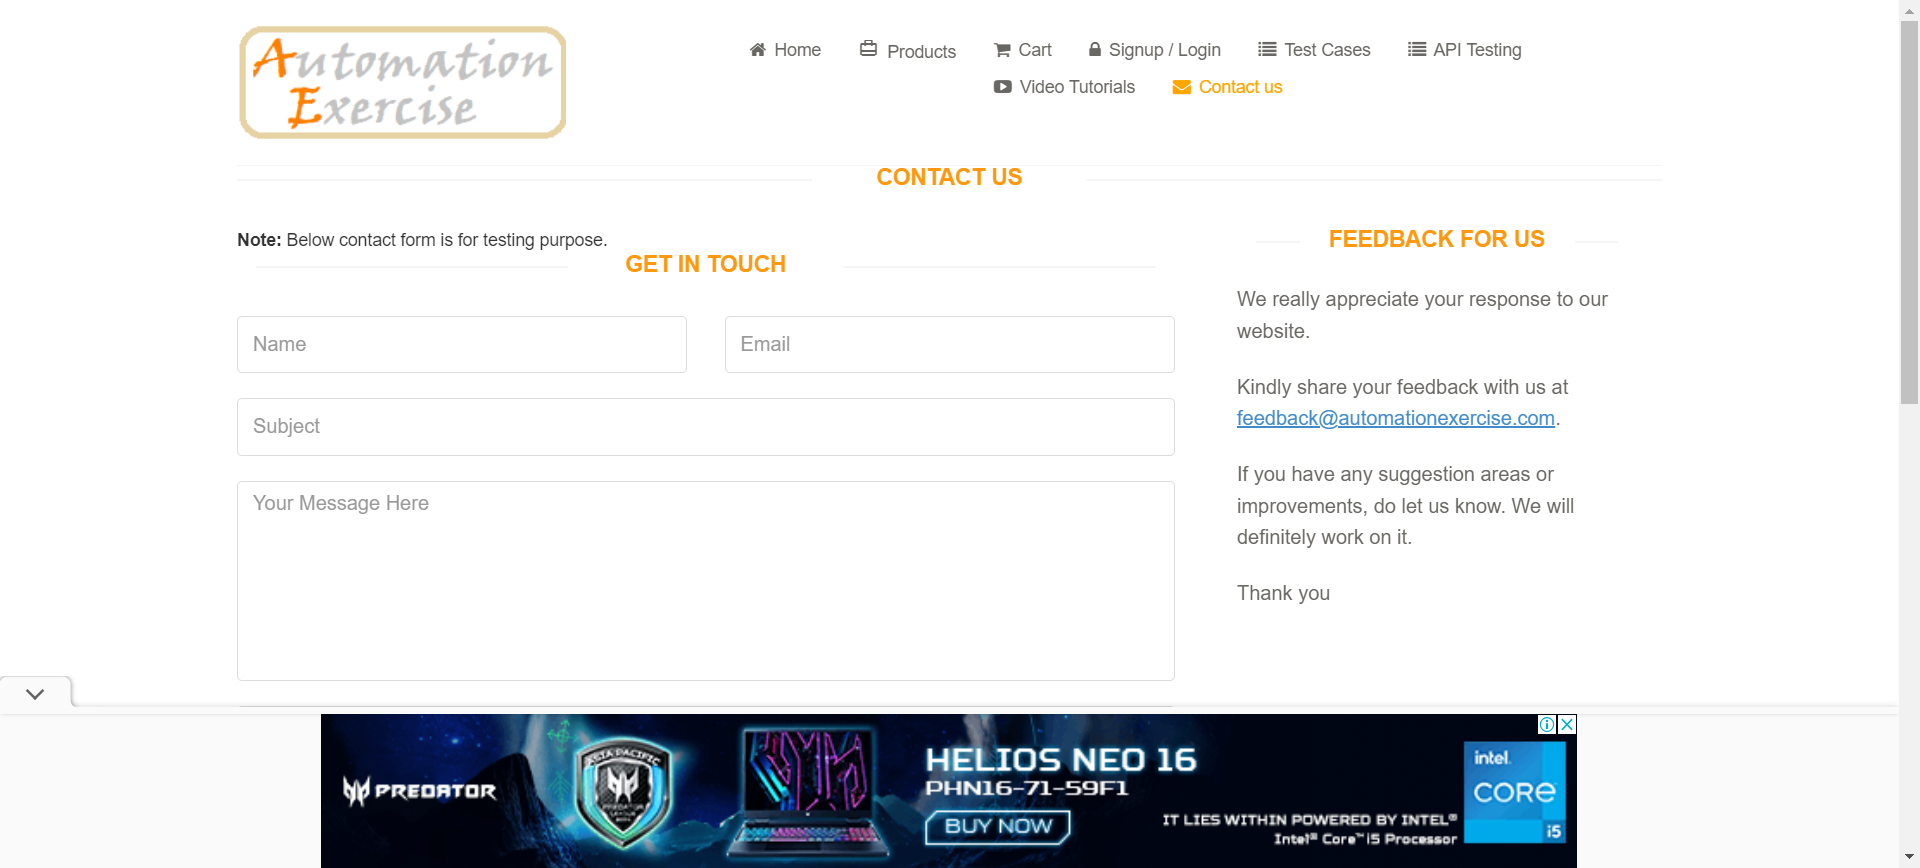 Automation
Exercise
Home
Products
Cart
Signup / Login
Test Cases
API Testing
Video Tutorials
Contact us
CONTACT US
Note: Below contact form is for testing purpose.
GET IN TOUCH
Name
Email
Subject
Your Message Here
FEEDBACK FOR US
We really appreciate your response to our
website.
Kindly share your feedback with us at
feedback@automationexercise.com.
If you have any suggestion areas or
improvements, do let us know. We will
definitely work on it.
Thank you
PREDATOR
ASIA PACIFIC
PREDATOR
LEAGUE
HELIOS NEO 16
PHN16-71-59F1
BUY NOW
IT LIES WITHIN POWERED BY INTEL®
Intel® Core™ i5 Processor
intel.
CORE
i5